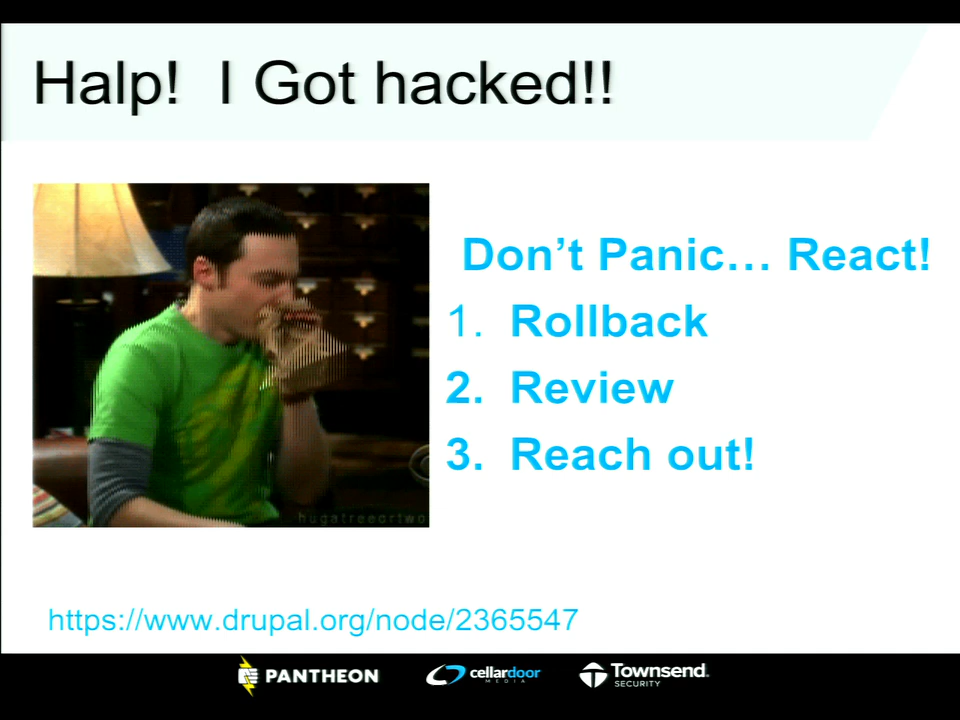 Halp! I Got hacked!!
Don't Panic… React!
1. Rollback
2. Review
3. Reach out!
hugatreeortwo
https://www.drupal.org/node/2365547
PANTHEON
cellardoor
MEDIA
Townsend.
SECURITY